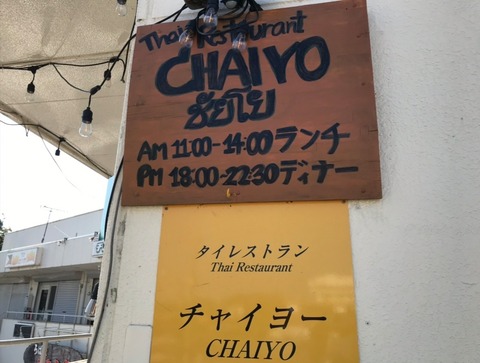 Thai Restaurant
CHAIYO
ชัยโย
AM 11:00-14:00 ランチ
PM 18:00-22:30 ディナー
タイレストラン
Thai Restaurant
チャイヨー
CHAIYO